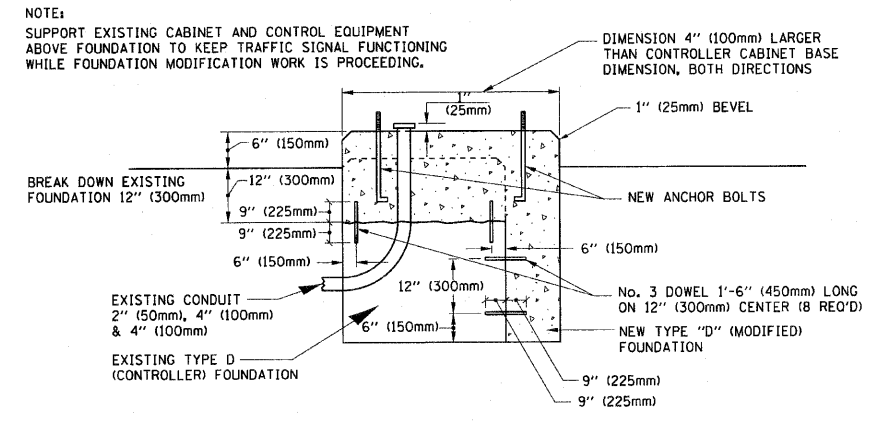 NOTE:
SUPPORT EXISTING CABINET AND CONTROL EQUIPMENT
ABOVE FOUNDATION TO KEEP TRAFFIC SIGNAL FUNCTIONING
WHILE FOUNDATION MODIFICATION WORK IS PROCEEDING.
DIMENSION 4" (100mm) LARGER
THAN CONTROLLER CABINET BASE
DIMENSION, BOTH DIRECTIONS
1"
(25mm)
1" (25mm) BEVEL
6" (150mm)
BREAK DOWN EXISTING
FOUNDATION 12" (300mm)
12" (300mm)
NEW ANCHOR BOLTS
9" (225mm)
9" (225mm)
6" (150mm)
6" (150mm)
12" (300mm)
No. 3 DOWEL 1'-6" (450mm) LONG
ON 12" (300mm) CENTER (8 REQ'D)
EXISTING CONDUIT
2" (50mm), 4" (100mm)
& 4" (100mm)
6" (150mm)
NEW TYPE "D" (MODIFIED)
FOUNDATION
EXISTING TYPE D
(CONTROLLER) FOUNDATION
9" (225mm)
9" (225mm)